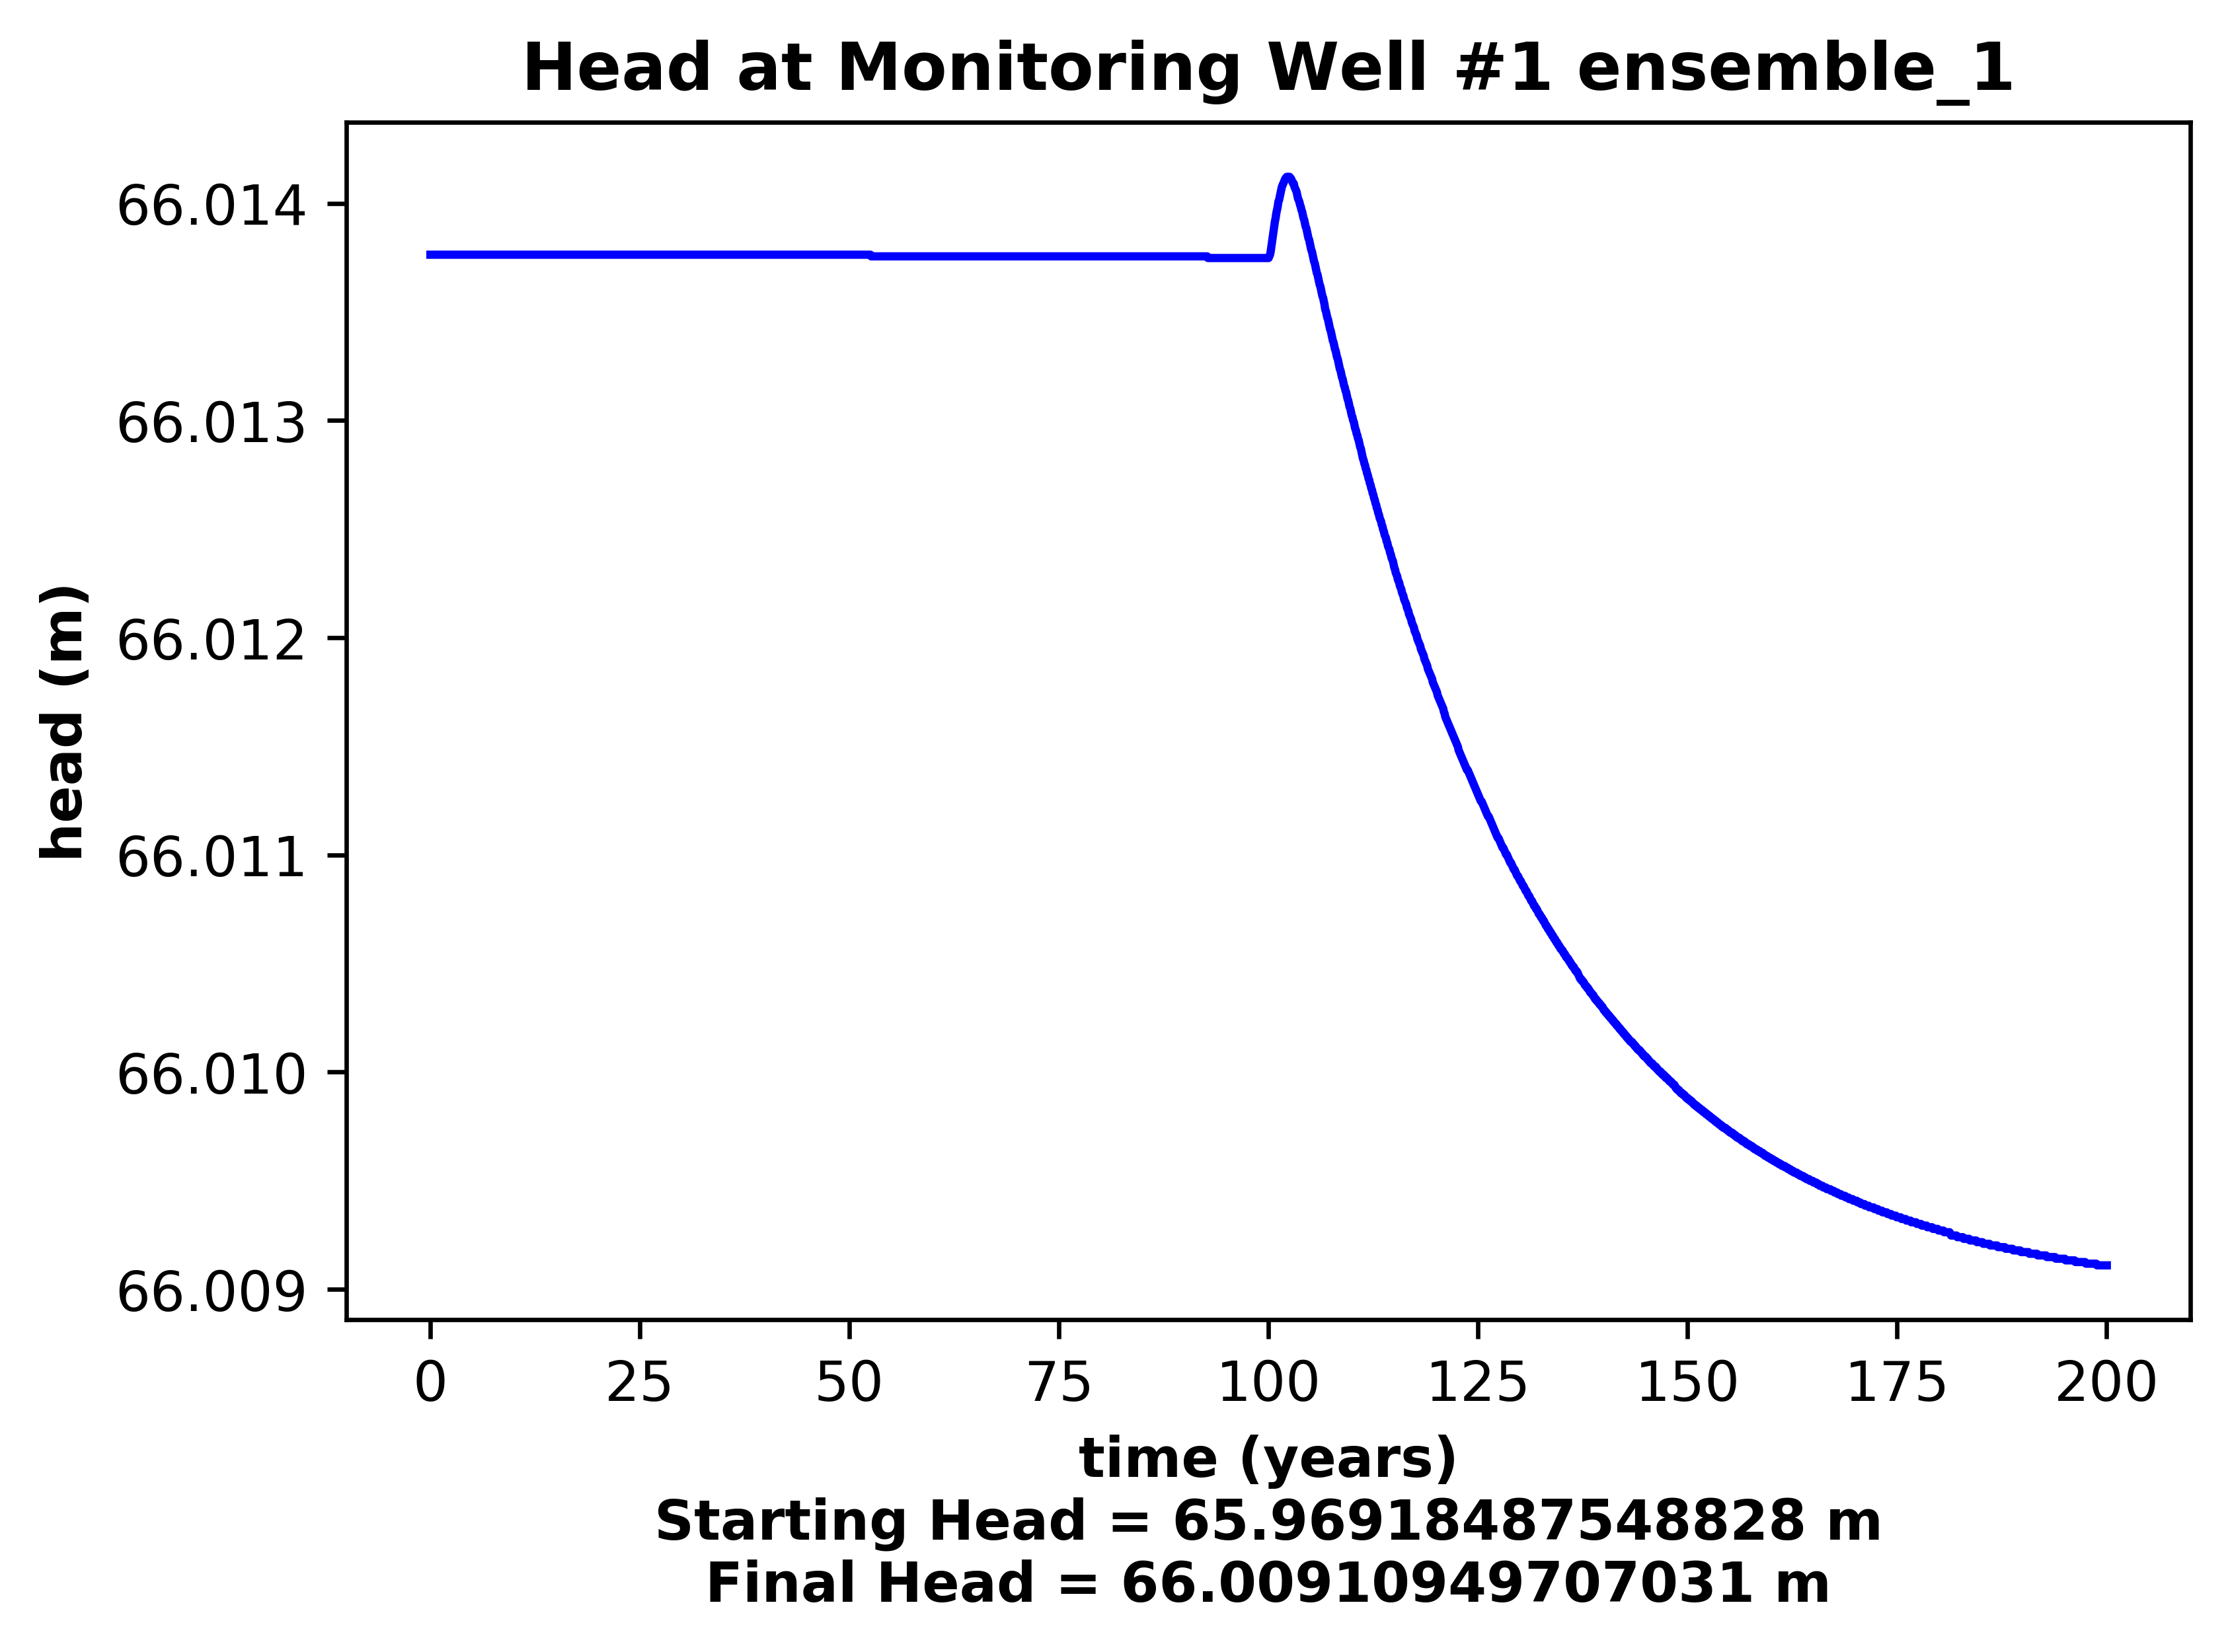 Head at Monitoring Well #1 ensemble_1
head (m)
66.014
66.013
66.012
66.011
66.010
66.009
0 25 50 75 100 125 150 175 200
time (years)
Starting Head = 65.96918487548828 m
Final Head = 66.00910949707031 m